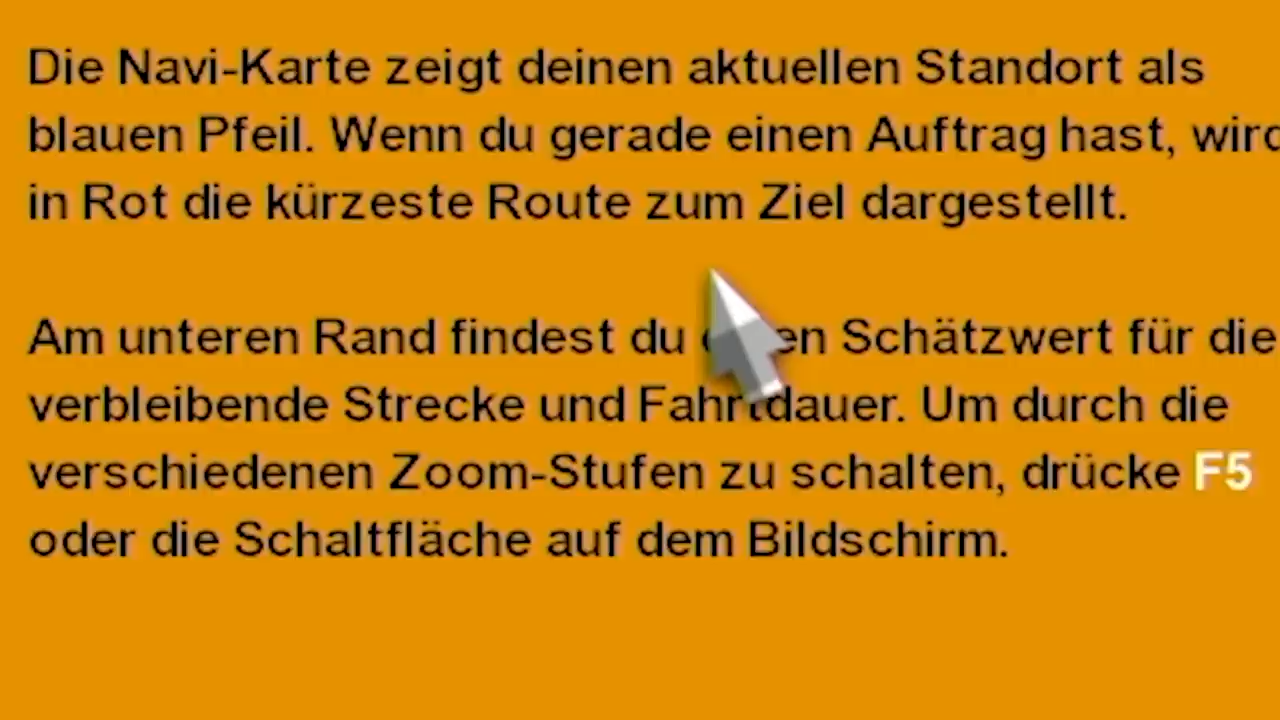 Die Navi-Karte zeigt deinen aktuellen Standort als
blauen Pfeil. Wenn du gerade einen Auftrag hast, wird
in Rot die kürzeste Route zum Ziel dargestellt.
Am unteren Rand findest du einen Schätzwert für die
verbleibende Strecke und Fahrtdauer. Um durch die
verschiedenen Zoom-Stufen zu schalten, drücke F5
oder die Schaltfläche auf dem Bildschirm.